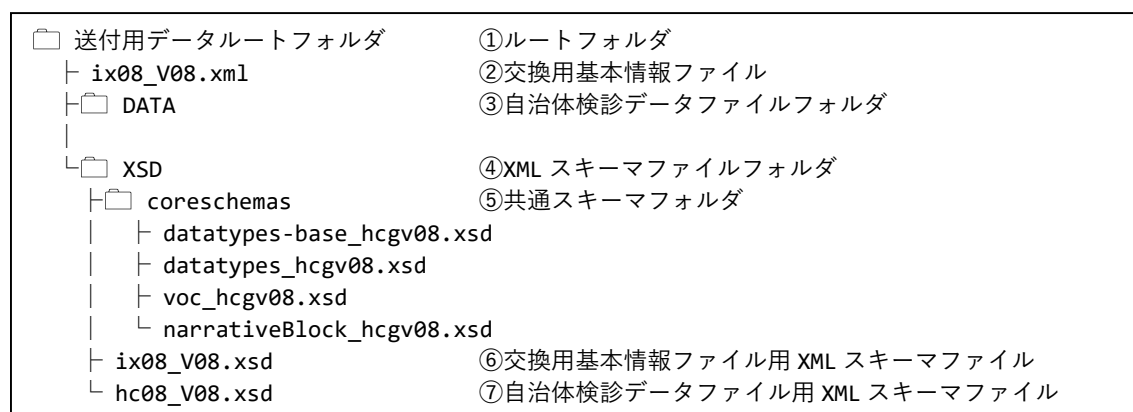 送付用データルートフォルダ ①ルートフォルダ
├ ix08_V08.xml ②交換用基本情報ファイル
├ DATA ③自治体検診データファイルフォルダ
│
└ XSD ④XML スキーマファイルフォルダ
├ coreschemas ⑤共通スキーマフォルダ
│ ├ datatypes-base_hcgv08.xsd
│ ├ datatypes_hcgv08.xsd
│ ├ voc_hcgv08.xsd
│ └ narrativeBlock_hcgv08.xsd
├ ix08_V08.xsd ⑥交換用基本情報ファイル用 XML スキーマファイル
└ hc08_V08.xsd ⑦自治体検診データファイル用 XML スキーマファイル